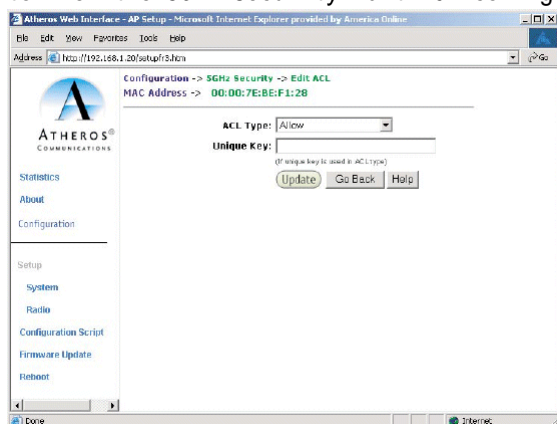 Atheros Web Interface - AP Setup - Microsoft Internet Explorer provided by America Online
File Edit View Favorites Tools Help
Address http://192.168.1.20/setupfr3.htm Go
Configuration -> 5GHz Security -> Edit ACL
MAC Address -> 00:00:7E:BE:F1:28
ATHEROS®
COMMUNICATIONS
ACL Type: Allow
Unique Key:
(If unique key is used in ACL type)
Update Go Back Help
Statistics
About
Configuration
Setup
System
Radio
Configuration Script
Firmware Update
Reboot
Done Internet